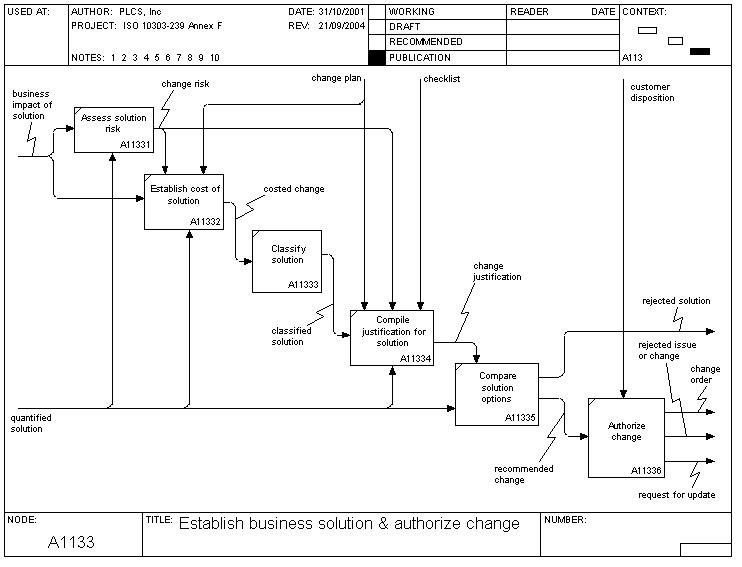 USED AT:
AUTHOR: PLCS, Inc
DATE: 31/10/2001
PROJECT: ISO 10303-239 Annex F
REV: 21/09/2004
NOTES: 1 2 3 4 5 6 7 8 9 10
WORKING
DRAFT
RECOMMENDED
PUBLICATION
READER
DATE
CONTEXT:
A113
business
impact of
solution
change risk
change plan
checklist
customer
disposition
Assess solution
risk
A11331
Establish cost of
solution
A11332
costed change
Classify
solution
A11333
classified
solution
change
justification
Compile
justification for
solution
A11334
rejected solution
rejected issue
or change
change
order
Compare
solution
options
A11335
quantified
solution
Authorize
change
A11336
recommended
change
request for update
NODE:
A1133
TITLE:
Establish business solution & authorize change
NUMBER: